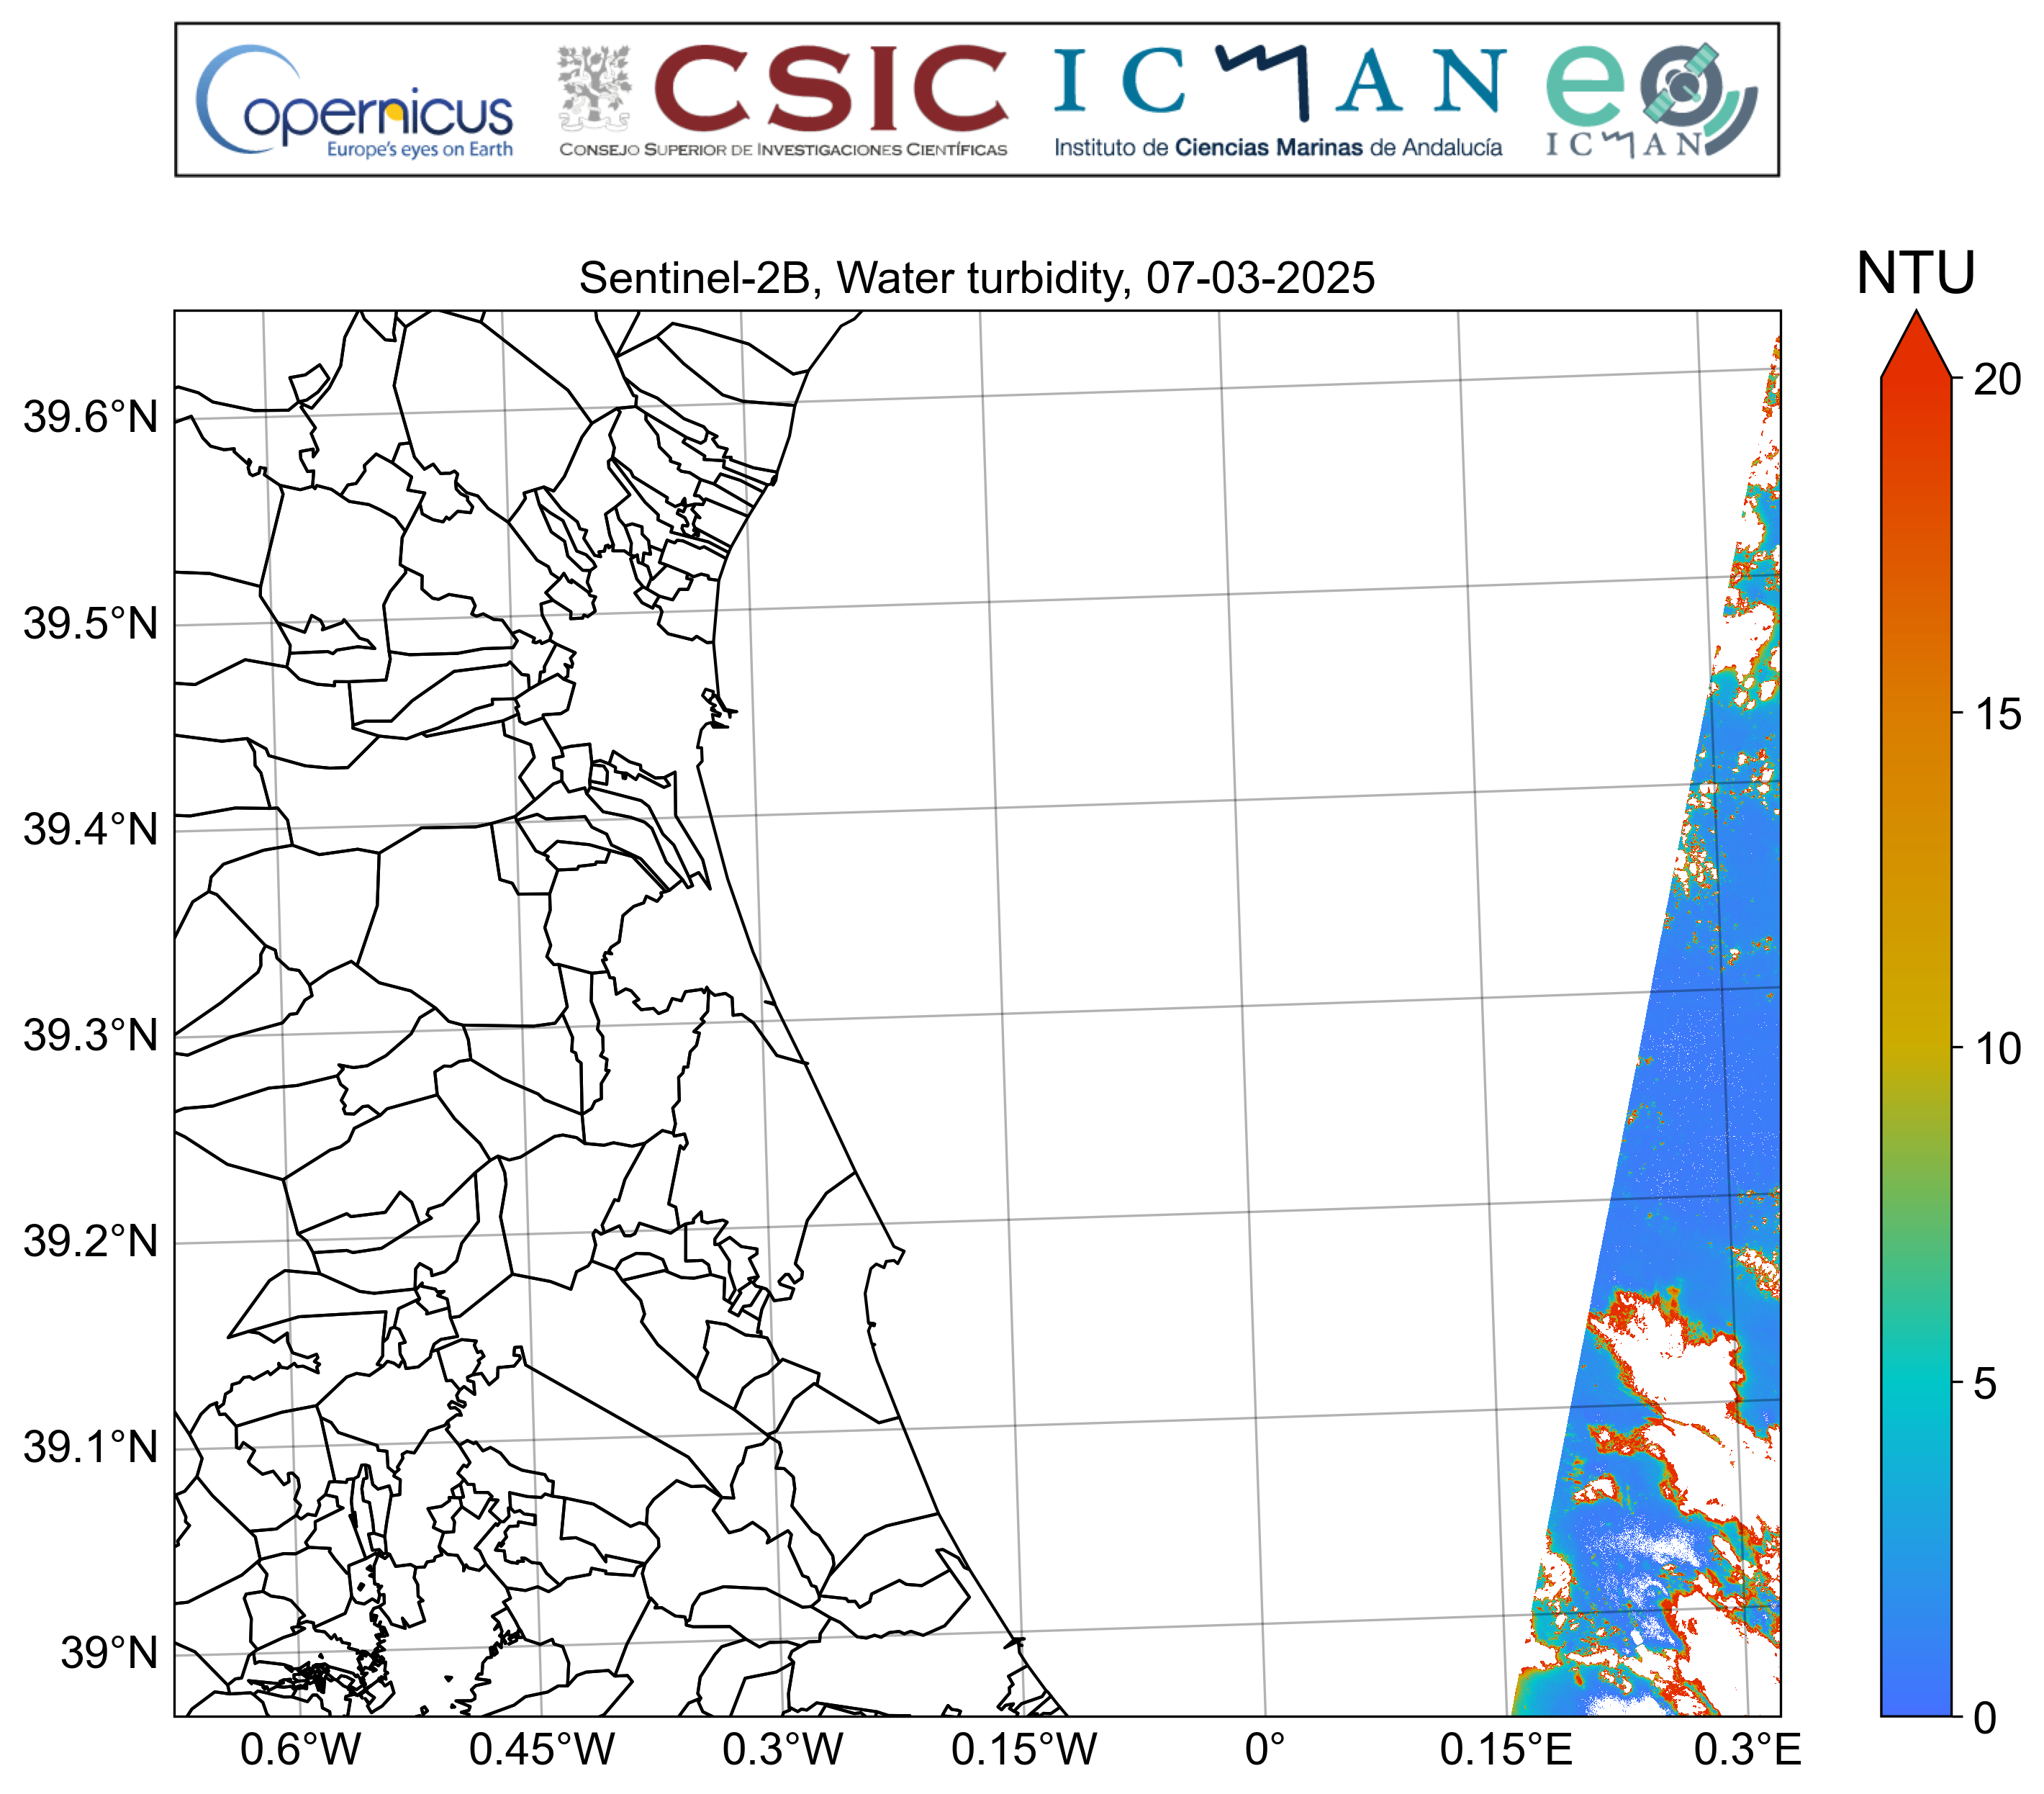 Copernicus
Europe's eyes on Earth
CSIC
CONSEJO SUPERIOR DE INVESTIGACIONES CIENTÍFICAS
ICMAN
Instituto de Ciencias Marinas de Andalucía
eo
ICMAN
Sentinel-2B, Water turbidity, 07-03-2025
NTU
20
15
10
5
0
39.6°N
39.5°N
39.4°N
39.3°N
39.2°N
39.1°N
39°N
0.6°W 0.45°W 0.3°W 0.15°W 0° 0.15°E 0.3°E